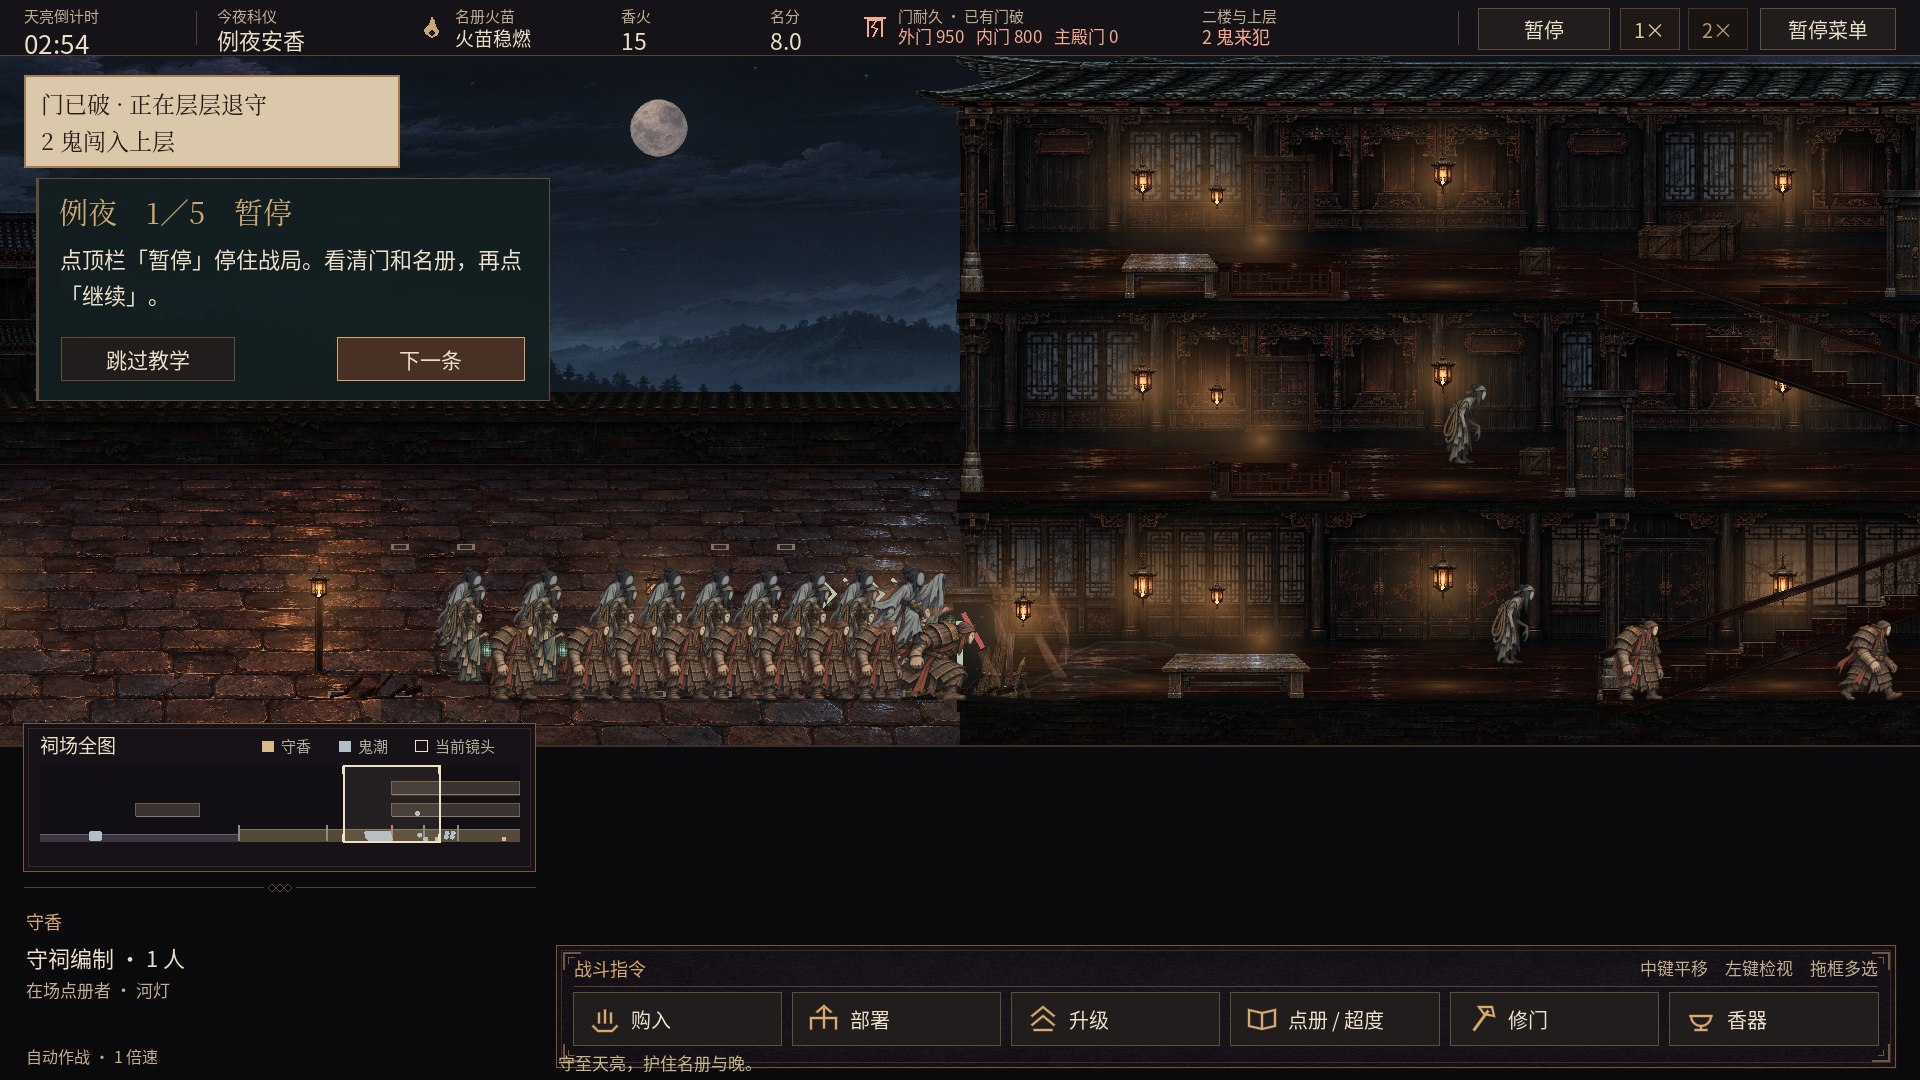 天亮倒计时
02:54
今夜科仪
例夜安香
名册火苗
火苗稳燃
香火
15
名分
8.0
门耐久 · 已有门破
外门 950 内门 800 主殿门 0
二楼与上层
2 鬼来犯
暂停
1×
2×
暂停菜单
门已破 · 正在层层退守
2 鬼闯入上层
例夜 1／5 暂停
点顶栏「暂停」停住战局。看清门和名册，再点
「继续」。
跳过教学
下一条
祠场全图
守香
鬼潮
当前镜头
守香
守祠编制 · 1 人
在场点册者 · 河灯
自动作战 · 1 倍速
战斗指令
中键平移 左键检视 拖框多选
购入
部署
升级
点册 / 超度
修门
香器
守至天亮，护住名册与晚。